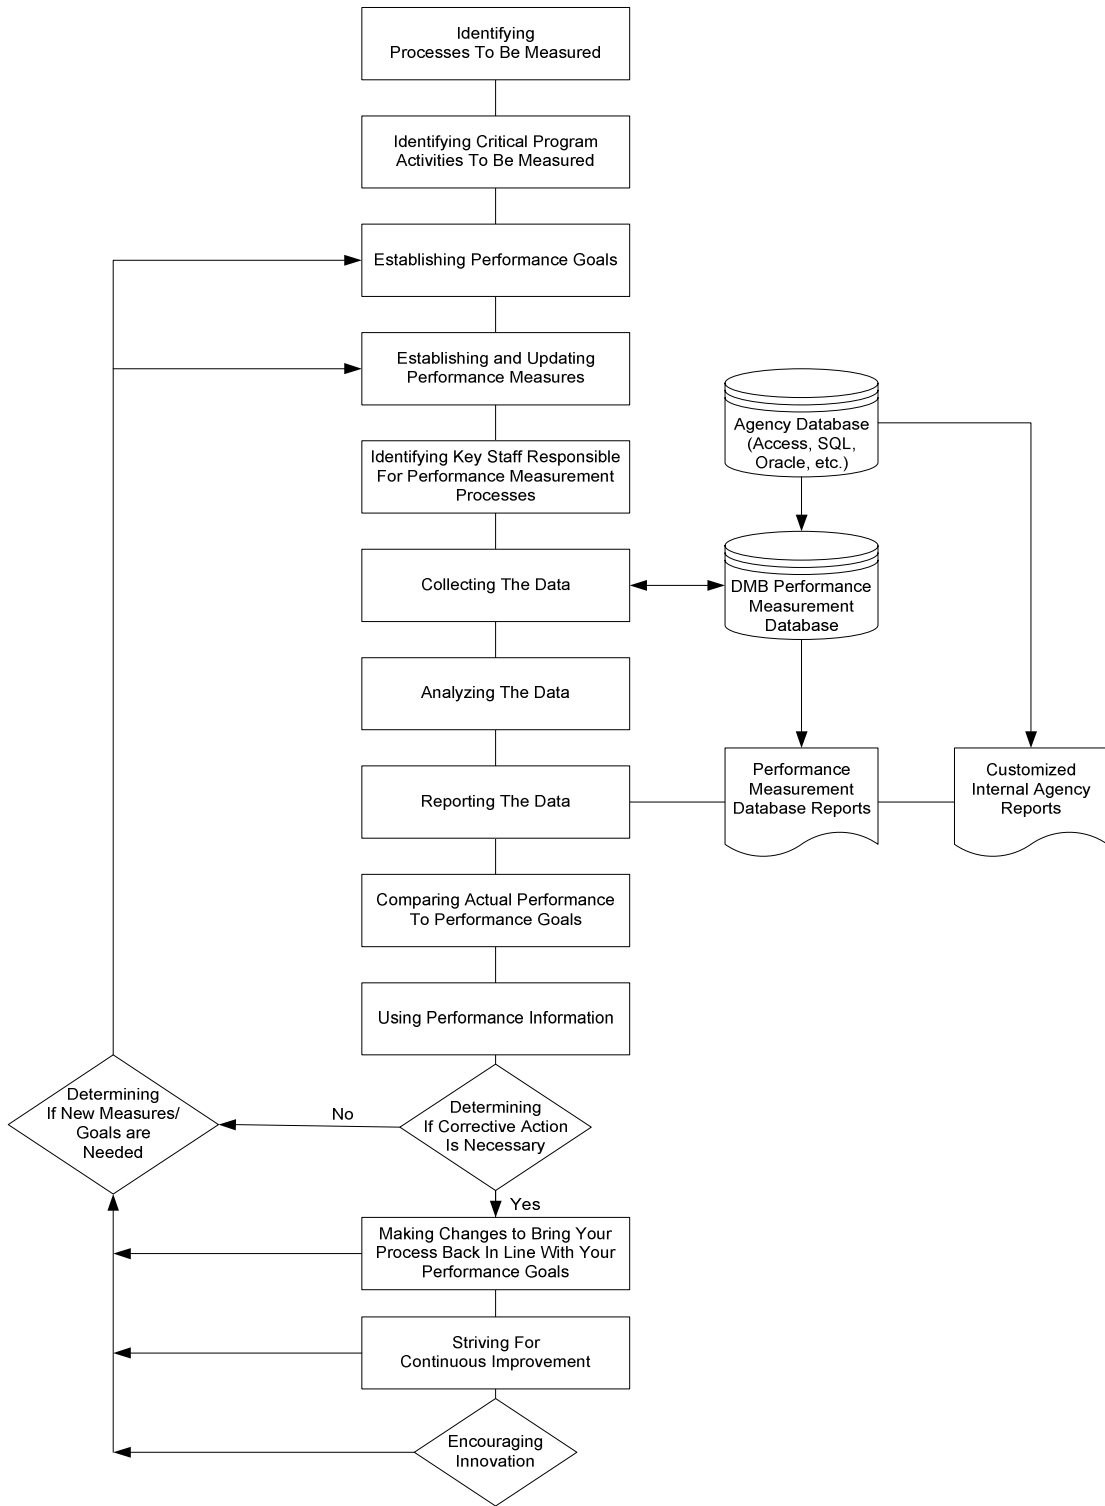 Identifying
Processes To Be Measured
Identifying Critical Program
Activities To Be Measured
Establishing Performance Goals
Establishing and Updating
Performance Measures
Agency Database
(Access, SQL,
Oracle, etc.)
Identifying Key Staff Responsible
For Performance Measurement
Processes
Collecting The Data
DMB Performance
Measurement
Database
Analyzing The Data
Reporting The Data
Performance
Measurement
Database Reports
Customized
Internal Agency
Reports
Comparing Actual Performance
To Performance Goals
Using Performance Information
Determining
If New Measures/
Goals are
Needed
No
Determining
If Corrective Action
Is Necessary
Yes
Making Changes to Bring Your
Process Back In Line With Your
Performance Goals
Striving For
Continuous Improvement
Encouraging
Innovation